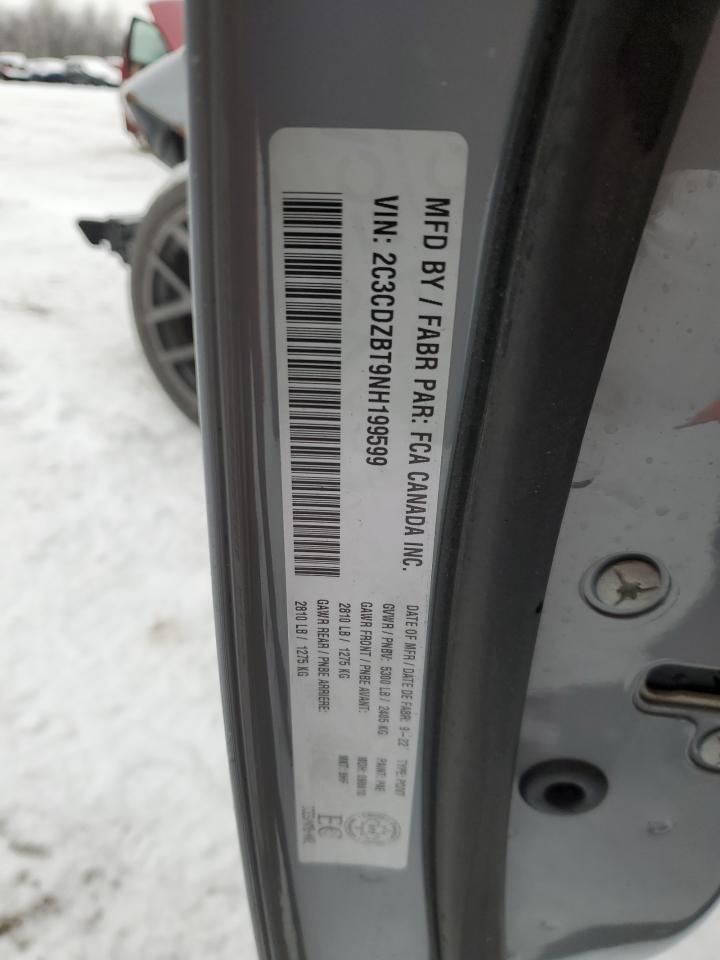 MFD BY / FABR PAR: FCA CANADA INC.
VIN: 2C3CDZBT9NH199599
DATE OF MFR / DATE DE FABR: 9-22
TYPE:
GVWR / PNBV: 5300 LB / 2405 KG
PAINT:
GAWR FRONT / PNBE AVANT:
MDH:
2810 LB / 1275 KG
GAWR REAR / PNBE ARRIERE:
2810 LB / 1275 KG
EC